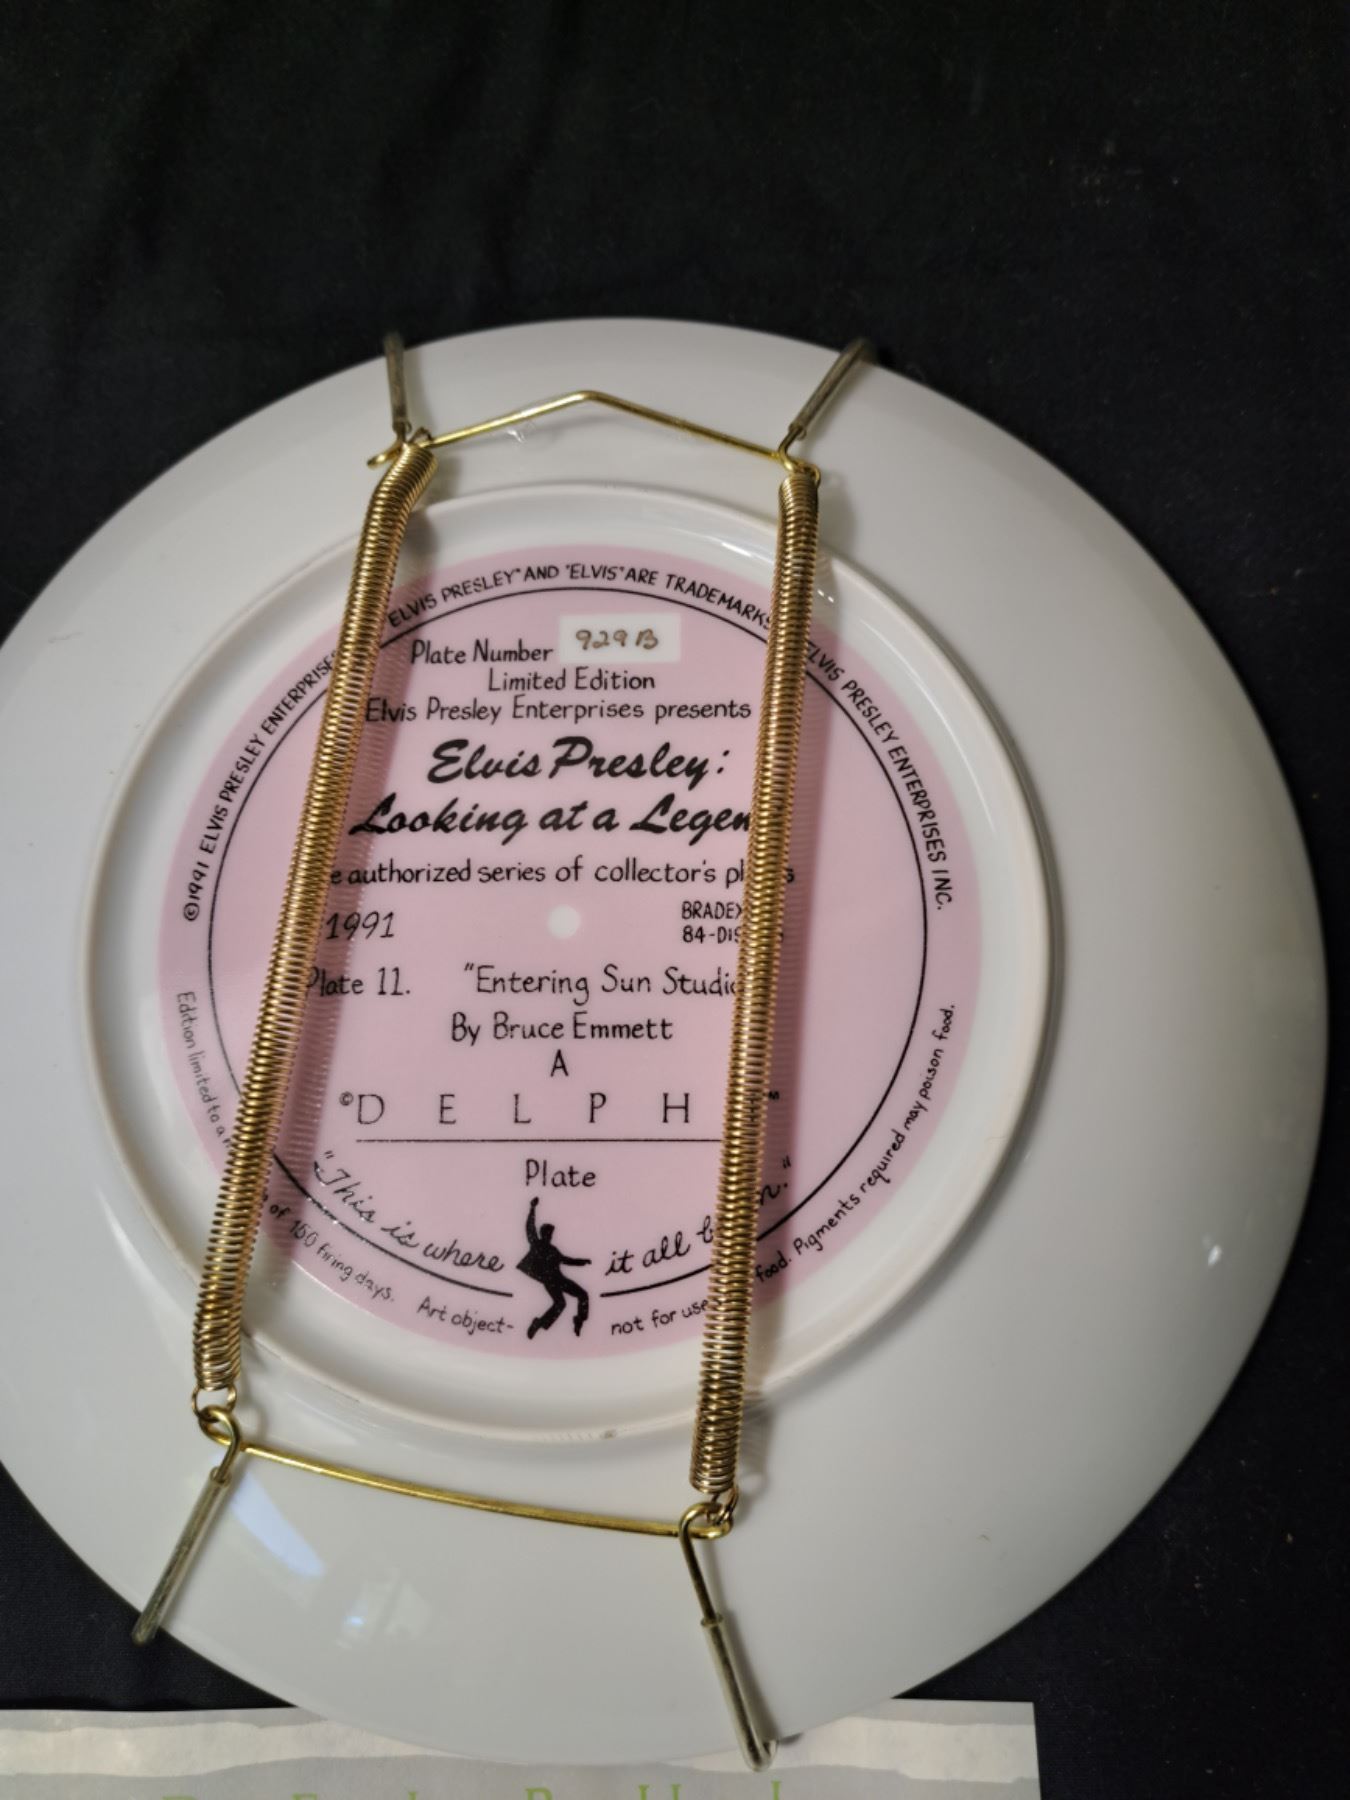 ELVIS PRESLEY" AND "ELVIS" ARE TRADEMARKS
ELVIS PRESLEY ENTERPRISES INC.
©1991 ELVIS PRESLEY ENTERPRISES
Plate Number 929B
Limited Edition
Elvis Presley Enterprises presents
Elvis Presley:
Looking at a Legen
e authorized series of collector's pl s
1991
BRADEX
84-D1
Plate 11. "Entering Sun Studio
By Bruce Emmett
A
©DELPH ™
Plate
"This is where it all b n."
Edition limited to a
of 150 firing days. Art object- not for use
food. Pigments required may poison food.